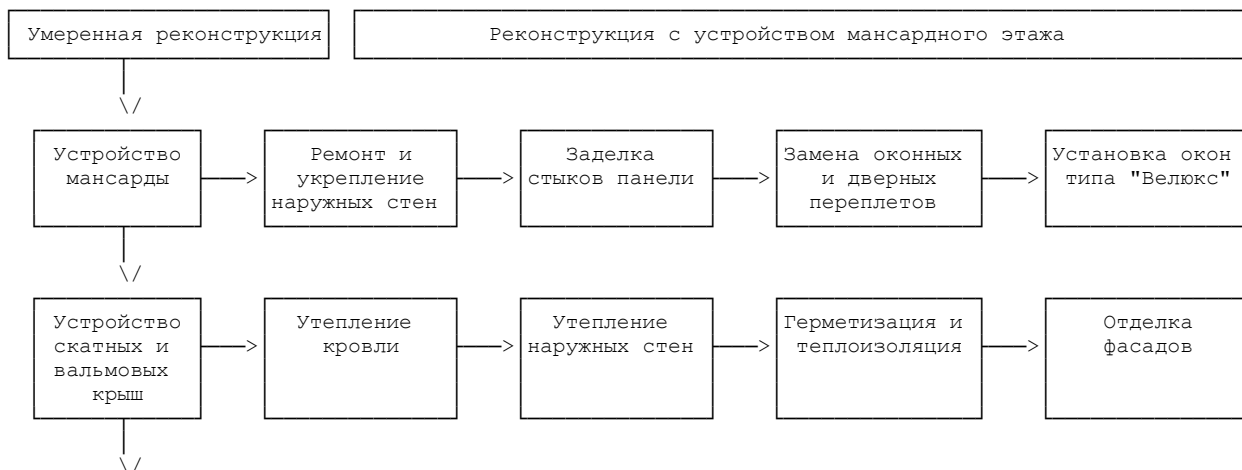 Умеренная реконструкция
Реконструкция с устройством мансардного этажа
Устройство
мансарды
Ремонт и
укрепление
наружных стен
Заделка
стыков панели
Замена оконных
и дверных
переплетов
Установка окон
типа "Велюкс"
Устройство
скатных и
вальмовых
крыш
Утепление
кровли
Утепление
наружных стен
Герметизация и
теплоизоляция
Отделка
фасадов